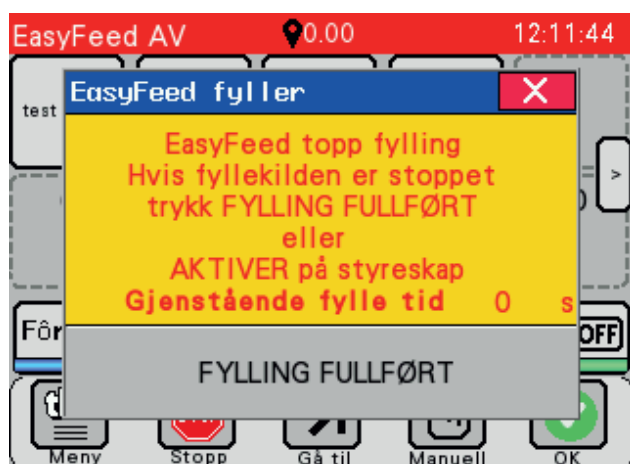 EasyFeed AV 0.00 12:11:44
test
EasyFeed fyller
EasyFeed topp fylling
Hvis fyllekilden er stoppet
trykk FYLLING FULLFØRT
eller
AKTIVER på styreskap
Gjenstående fylle tid 0 s
>
Fôr
OFF
FYLLING FULLFØRT
Meny Stopp Gå til Manuell OK